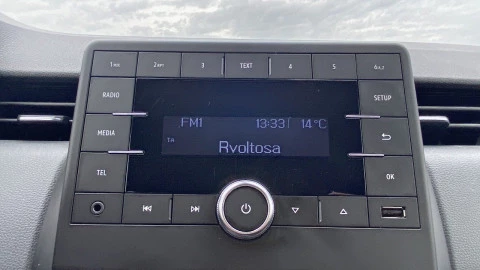 1 2 3 TEXT 4 5 6
RADIO SETUP
FM1 13:33 14°C
MEDIA
TA
Rvoltosa
TEL OK